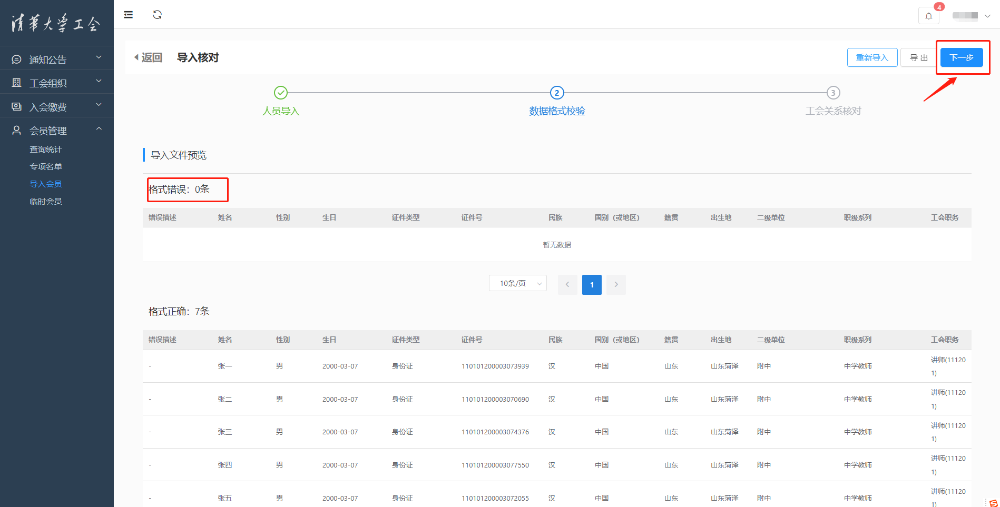 清華大学工会
4
通知公告
工会组织
入会缴费
会员管理
查询统计
专项名单
导入会员
临时会员
返回 导入核对
重新导入 导 出 下一步
2 3
人员导入 数据格式校验 工会关系核对
导入文件预览
格式错误：0条
错误描述 姓名 性别 生日 证件类型 证件号 民族 国别（或地区） 籍贯 出生地 二级单位 职级系列 工会职务
暂无数据
10条/页 1
格式正确：7条
错误描述 姓名 性别 生日 证件类型 证件号 民族 国别（或地区） 籍贯 出生地 二级单位 职级系列 工会职务
- 张一 男 2000-03-07 身份证 110101200003073939 汉 中国 山东 山东菏泽 附中 中学教师 讲师(11120
1)
- 张二 男 2000-03-07 身份证 110101200003070690 汉 中国 山东 山东菏泽 附中 中学教师 讲师(11120
1)
- 张三 男 2000-03-07 身份证 110101200003074376 汉 中国 山东 山东菏泽 附中 中学教师 讲师(11120
1)
- 张四 男 2000-03-07 身份证 110101200003077550 汉 中国 山东 山东菏泽 附中 中学教师 讲师(11120
1)
- 张五 男 2000-03-07 身份证 110101200003072055 汉 中国 山东 山东菏泽 附中 中学教师 讲师(11120
1)